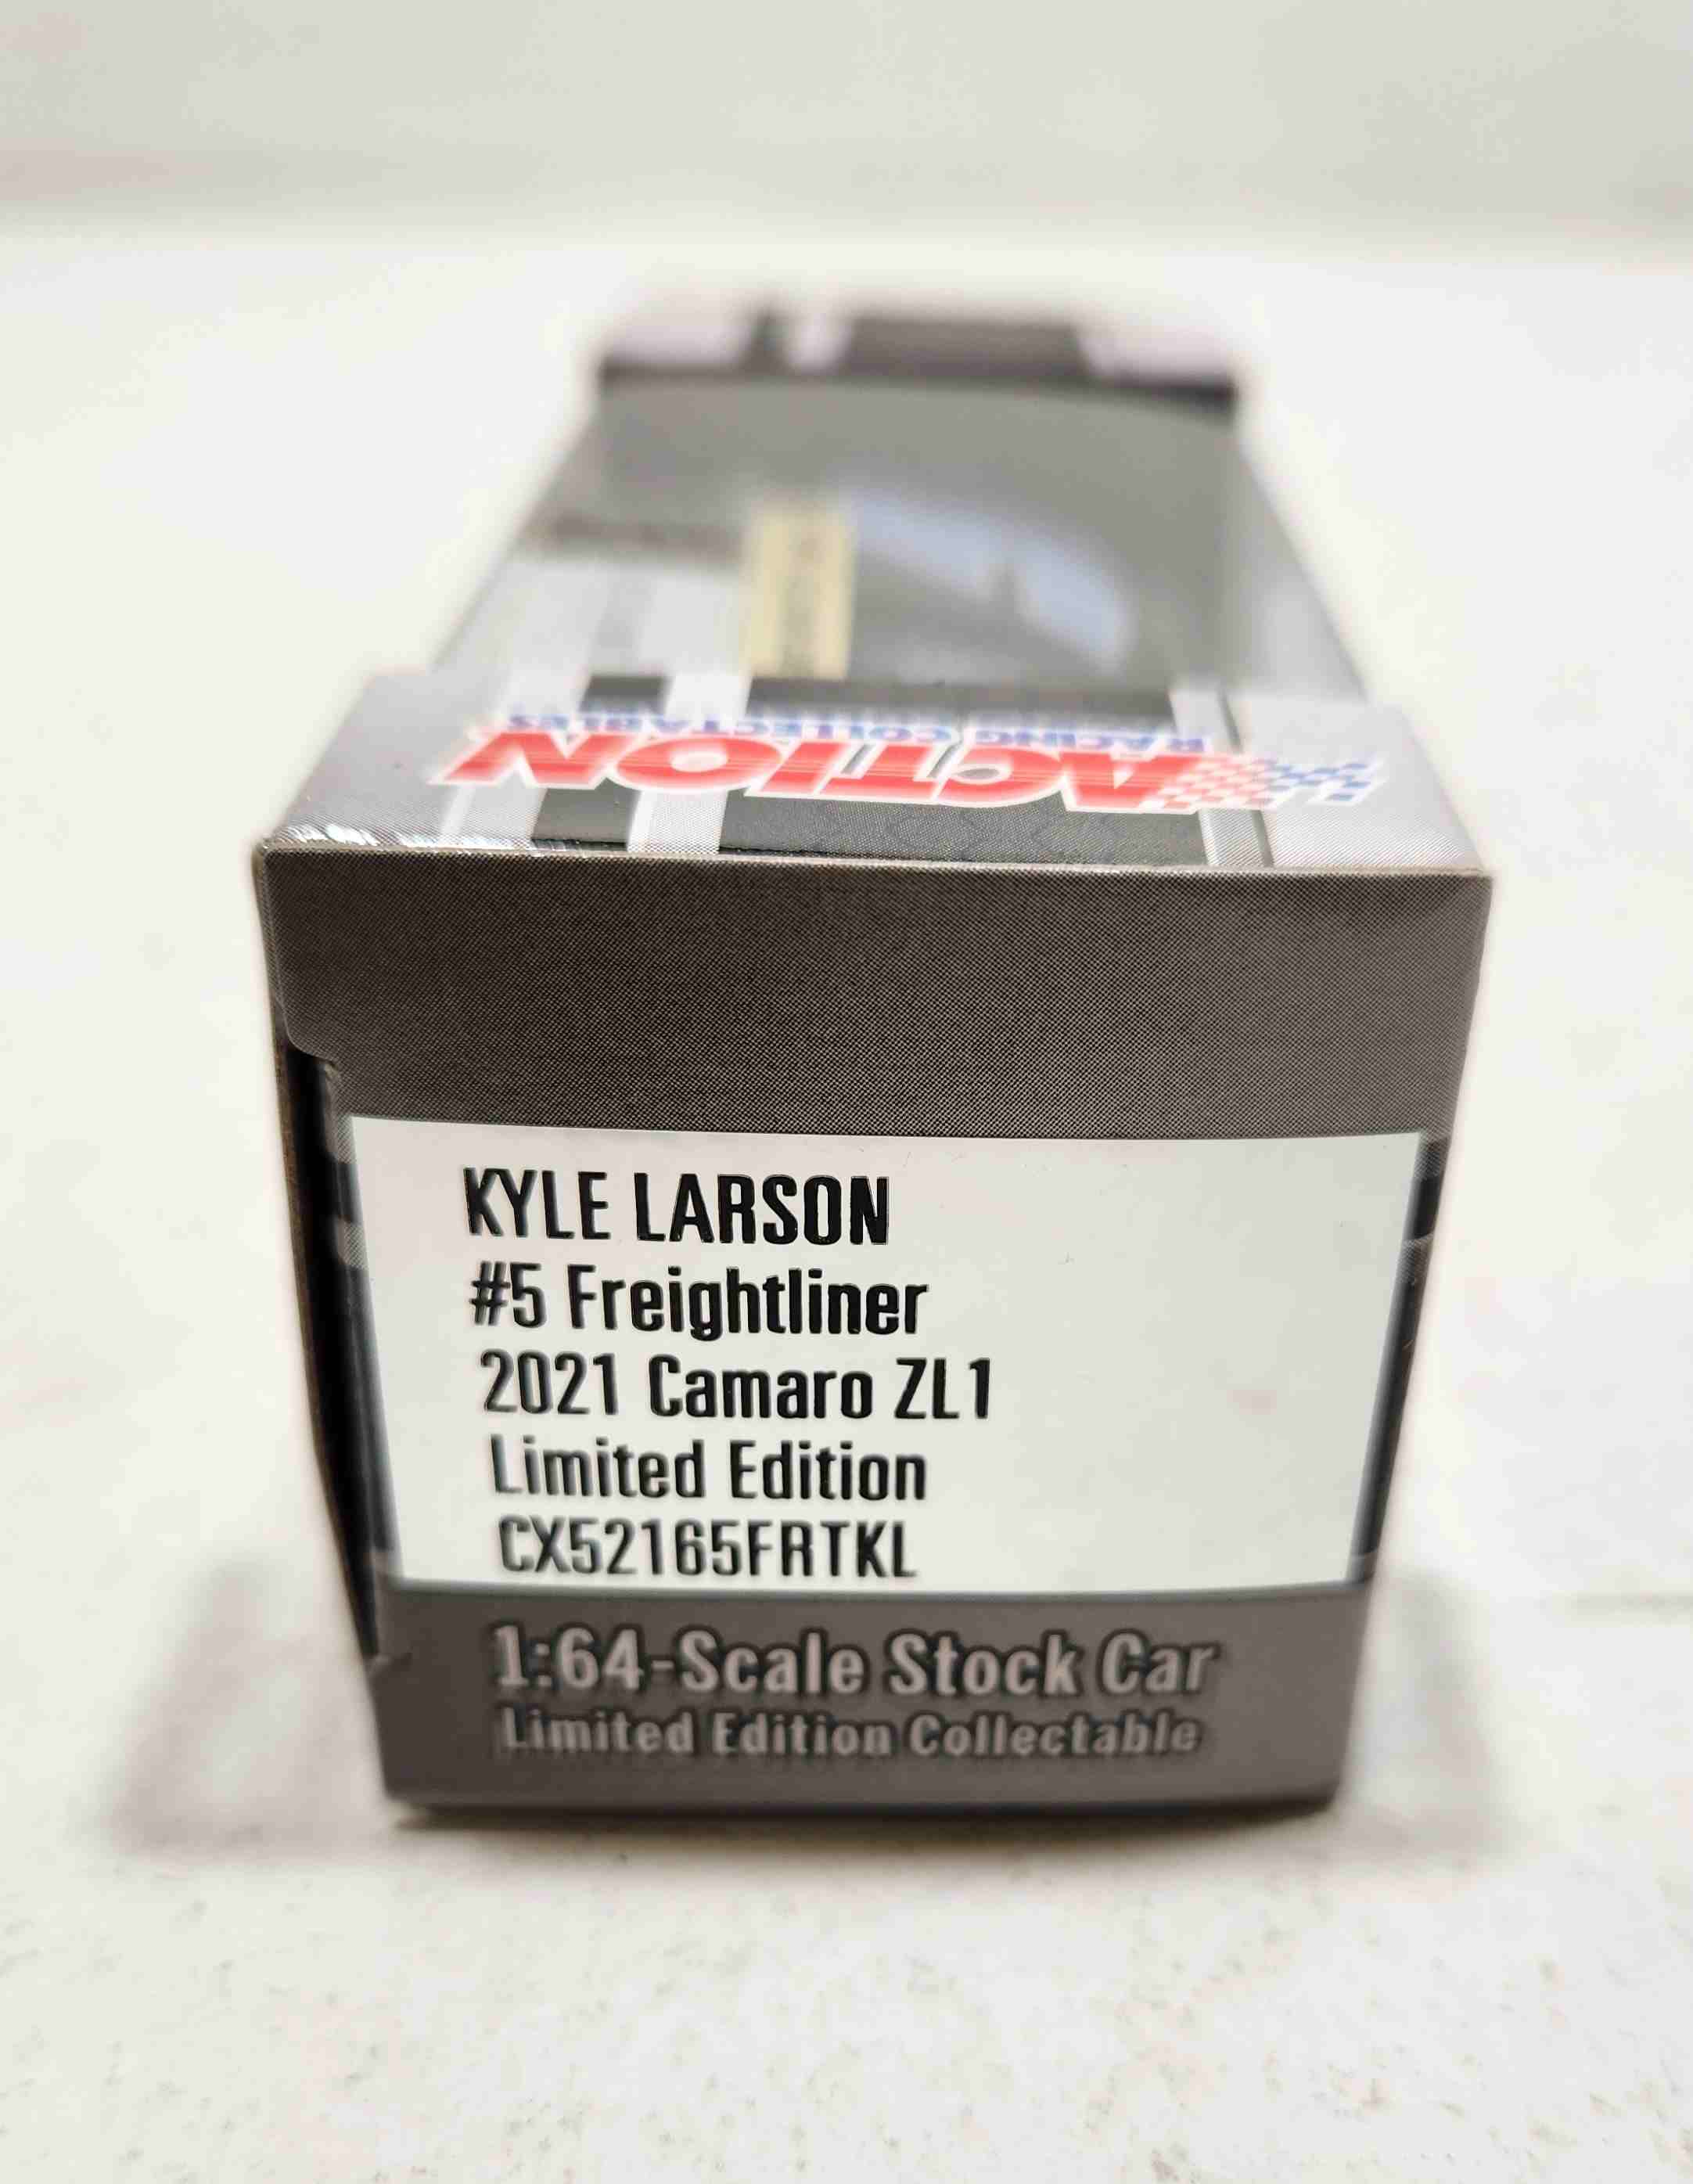 ACTION
RACING COLLECTABLES
KYLE LARSON
#5 Freightliner
2021 Camaro ZL1
Limited Edition
CX52165FRTKL
1:64-Scale Stock Car
Limited Edition Collectable